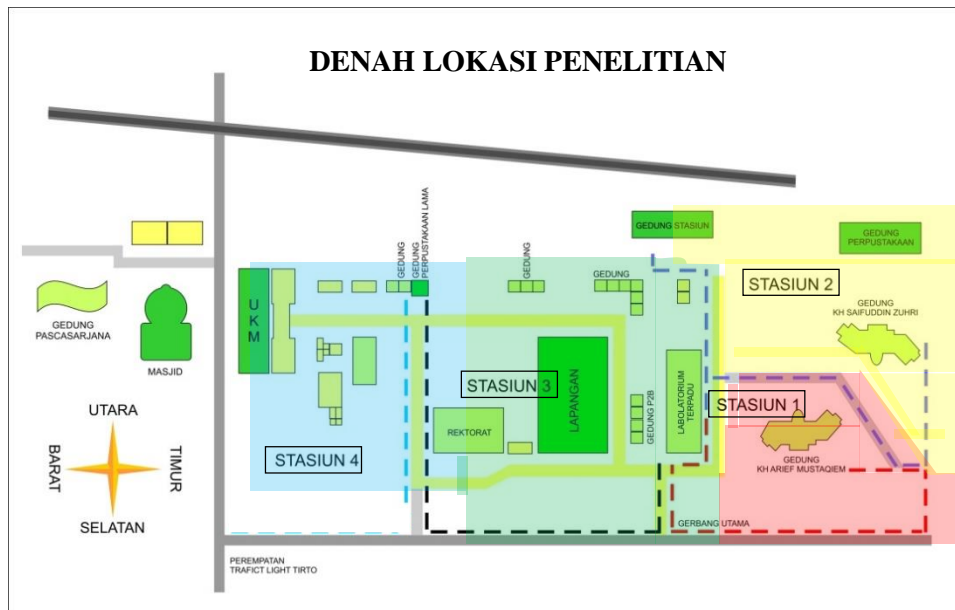 DENAH LOKASI PENELITIAN
GEDUNG
GEDUNG
PERPUSTAKAAN LAMA
GEDUNG
GEDUNG STASIUN
GEDUNG
GEDUNG
PERPUSTAKAAN
STASIUN 2
GEDUNG
KH SAIFUDDIN ZUHRI
UKM
GEDUNG
PASCASARJANA
MASJID
STASIUN 3
LAPANGAN
GEDUNG P2B
LABOLATORIUM
TERPADU
STASIUN 1
REKTORAT
GEDUNG
KH ARIEF MUSTAQIEM
STASIUN 4
UTARA
BARAT
TIMUR
SELATAN
GERBANG UTAMA
PEREMPATAN
TRAFICT LIGHT TIRTO